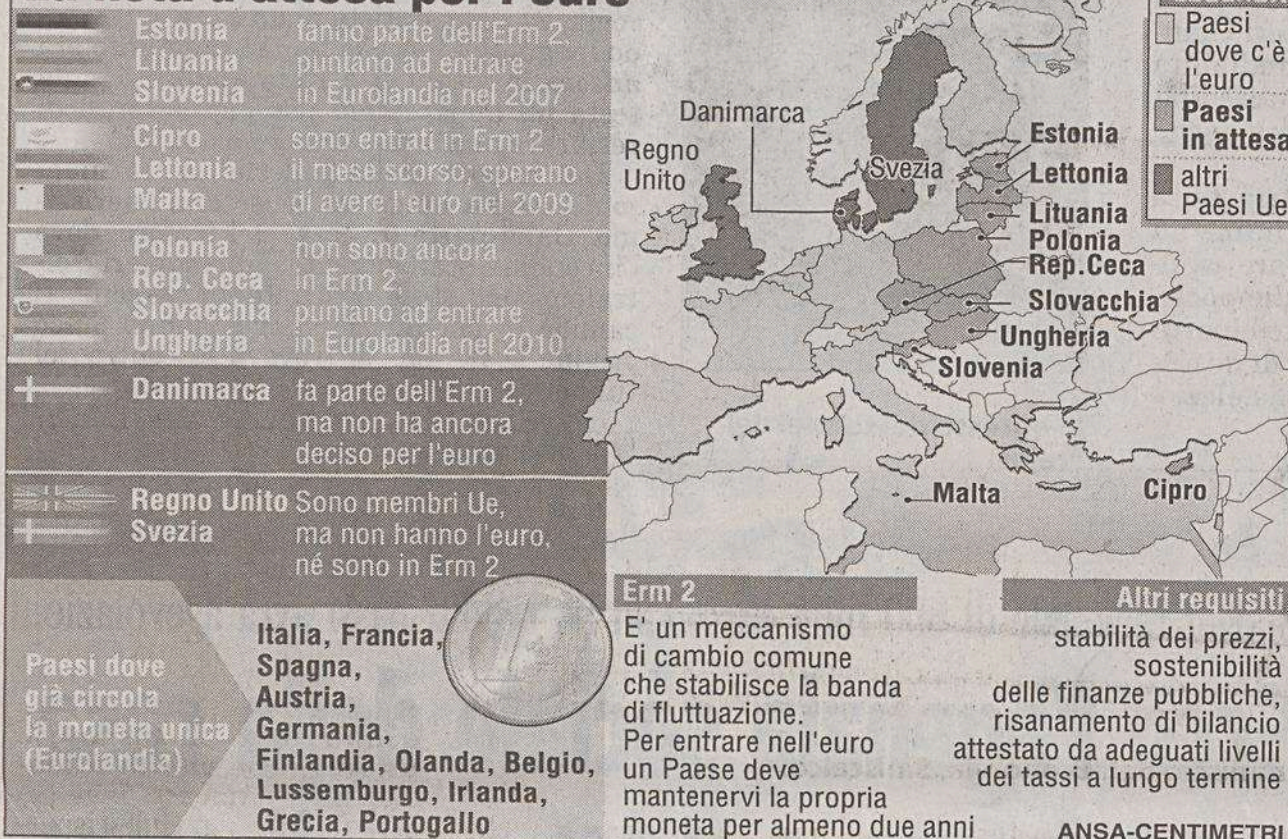 d'attesa per l'euro
Estonia
Lituania
Slovenia
fanno parte dell'Erm 2,
puntano ad entrare
in Eurolandia nel 2007
Cipro
Lettonia
Malta
sono entrati in Erm 2
il mese scorso; sperano
di avere l'euro nel 2009
Polonia
Rep. Ceca
Slovacchia
Ungheria
non sono ancora
in Erm 2,
puntano ad entrare
in Eurolandia nel 2010
Danimarca
fa parte dell'Erm 2,
ma non ha ancora
deciso per l'euro
Regno Unito
Svezia
Sono membri Ue,
ma non hanno l'euro,
né sono in Erm 2
Paesi dove
già circola
la moneta unica
(Eurolandia)
Italia, Francia,
Spagna,
Austria,
Germania,
Finlandia, Olanda, Belgio,
Lussemburgo, Irlanda,
Grecia, Portogallo
1
Danimarca
Regno
Unito
Svezia
Estonia
Lettonia
Lituania
Polonia
Rep.Ceca
Slovacchia
Ungheria
Slovenia
Malta
Cipro
Paesi
dove c'è
l'euro
Paesi
in attesa
altri
Paesi Ue
Erm 2
E' un meccanismo
di cambio comune
che stabilisce la banda
di fluttuazione.
Per entrare nell'euro
un Paese deve
mantenervi la propria
moneta per almeno due anni
Altri requisiti
stabilità dei prezzi,
sostenibilità
delle finanze pubbliche,
risanamento di bilancio
attestato da adeguati livelli
dei tassi a lungo termine
ANSA-CENTIMETRI